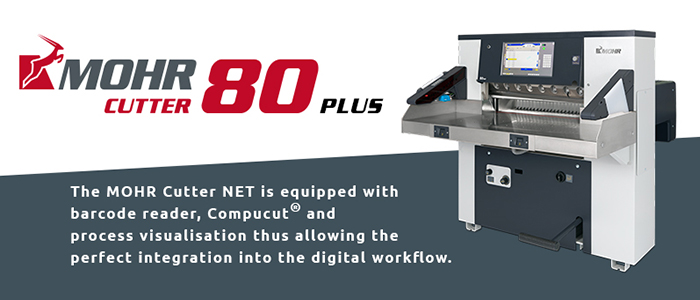 MOHR
CUTTER 80 PLUS
MOHR
The MOHR Cutter NET is equipped with
barcode reader, Compucut® and
process visualisation thus allowing the
perfect integration into the digital workflow.